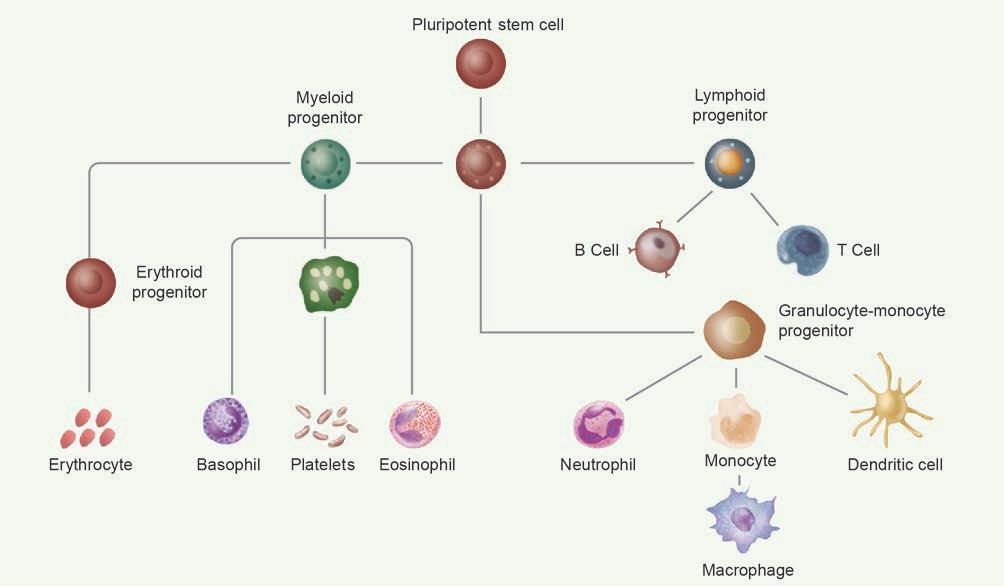 Pluripotent stem cell
Myeloid
progenitor
Lymphoid
progenitor
B Cell
T Cell
Erythroid
progenitor
Granulocyte-monocyte
progenitor
Erythrocyte
Basophil
Platelets
Eosinophil
Neutrophil
Monocyte
Dendritic cell
Macrophage